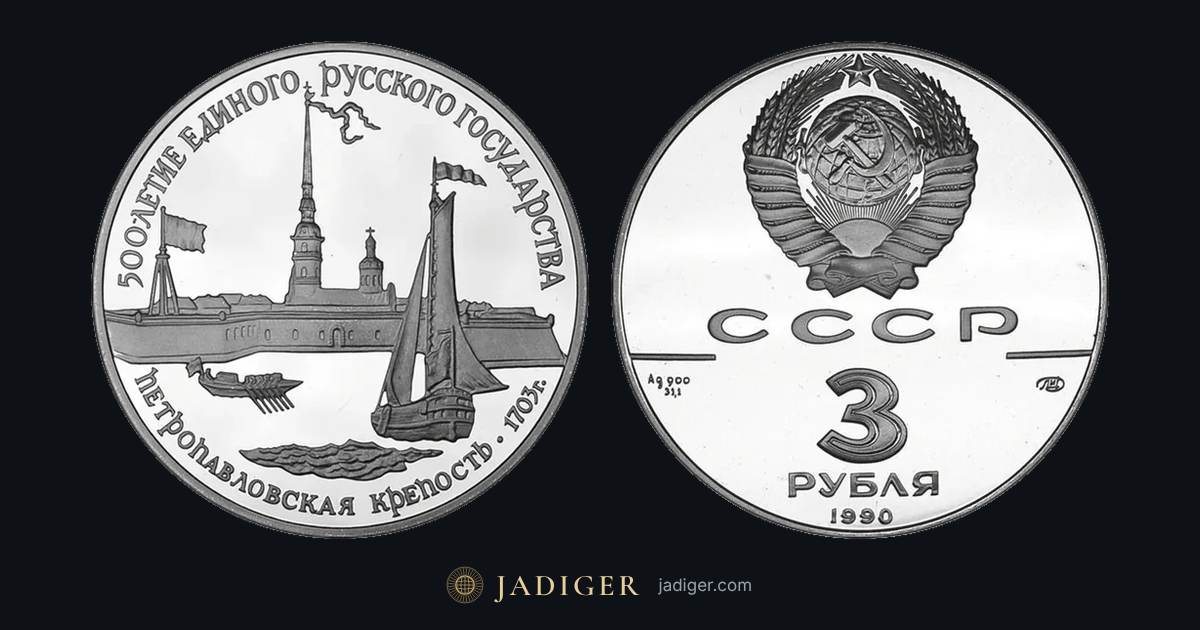 500-ЛЕТИЕ ЕДИНОГО РУССКОГО ГОСУДАРСТВА
ПЕТРОПАВЛОВСКАЯ КРЕПОСТЬ • 1703г.
СССР
Ag 900
31,1
ЛМД
3
РУБЛЯ
1990
JADIGER jadiger.com